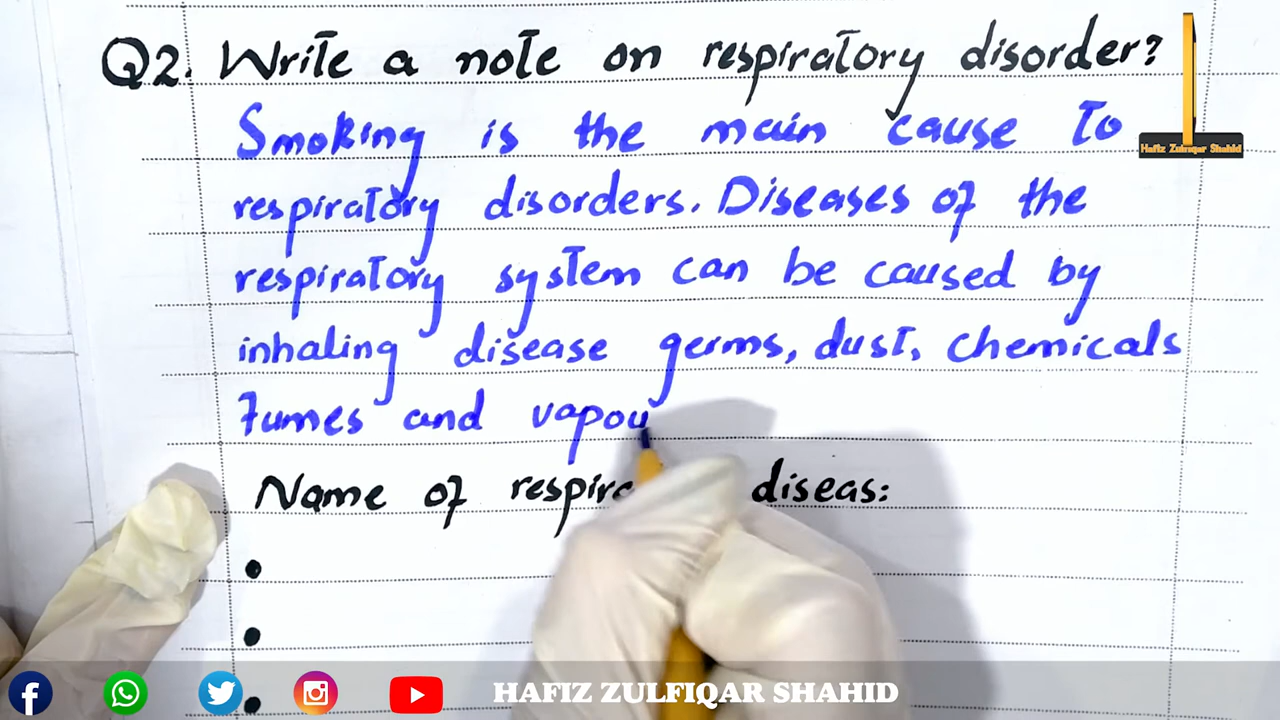 Q2. Write a note on respiratory disorder?
Smoking is the main cause to
Hafiz Zulfiqar Shahid
respiratory disorders. Diseases of the
respiratory system can be caused by
inhaling disease germs, dust, chemicals
fumes and vapou
Name of respira diseas:
HAFIZ ZULFIQAR SHAHID